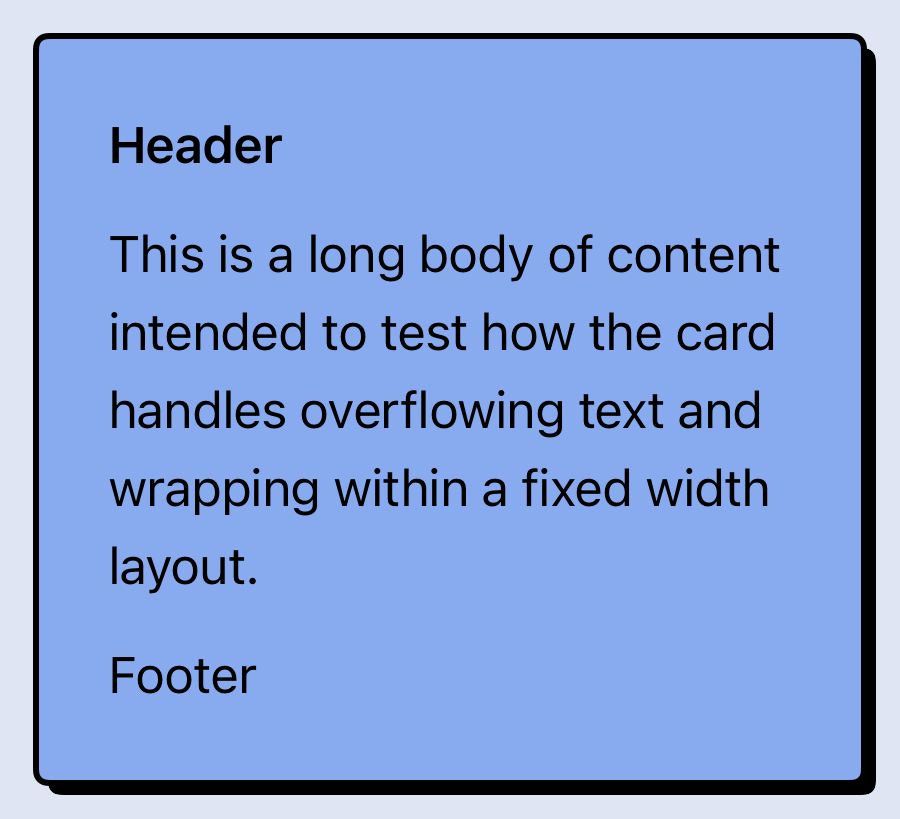 Header
This is a long body of content
intended to test how the card
handles overflowing text and
wrapping within a fixed width
layout.
Footer